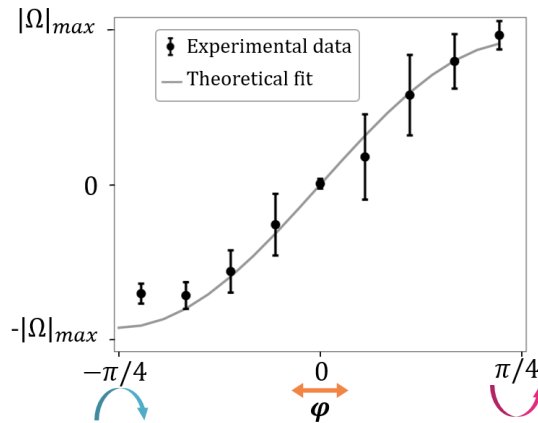 |Ω|max
Experimental data
Theoretical fit
0
-|Ω|max
−π/4
0
π/4
φ